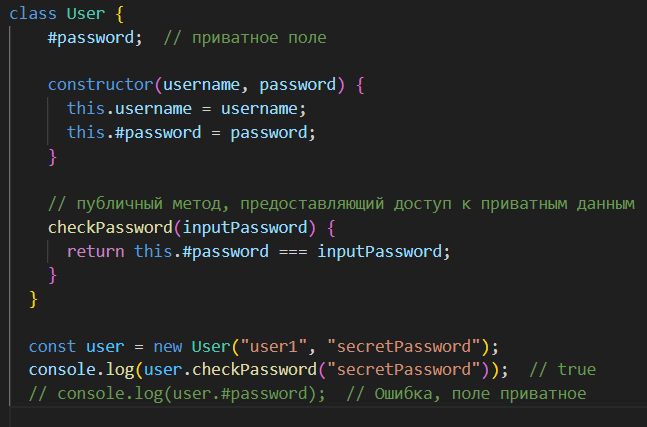 class User {
#password;  // приватное поле
constructor(username, password) {
this.username = username;
this.#password = password;
}
// публичный метод, предоставляющий доступ к приватным данным
checkPassword(inputPassword) {
return this.#password === inputPassword;
}
}
const user = new User("user1", "secretPassword");
console.log(user.checkPassword("secretPassword"));  // true
// console.log(user.#password);  // Ошибка, поле приватное